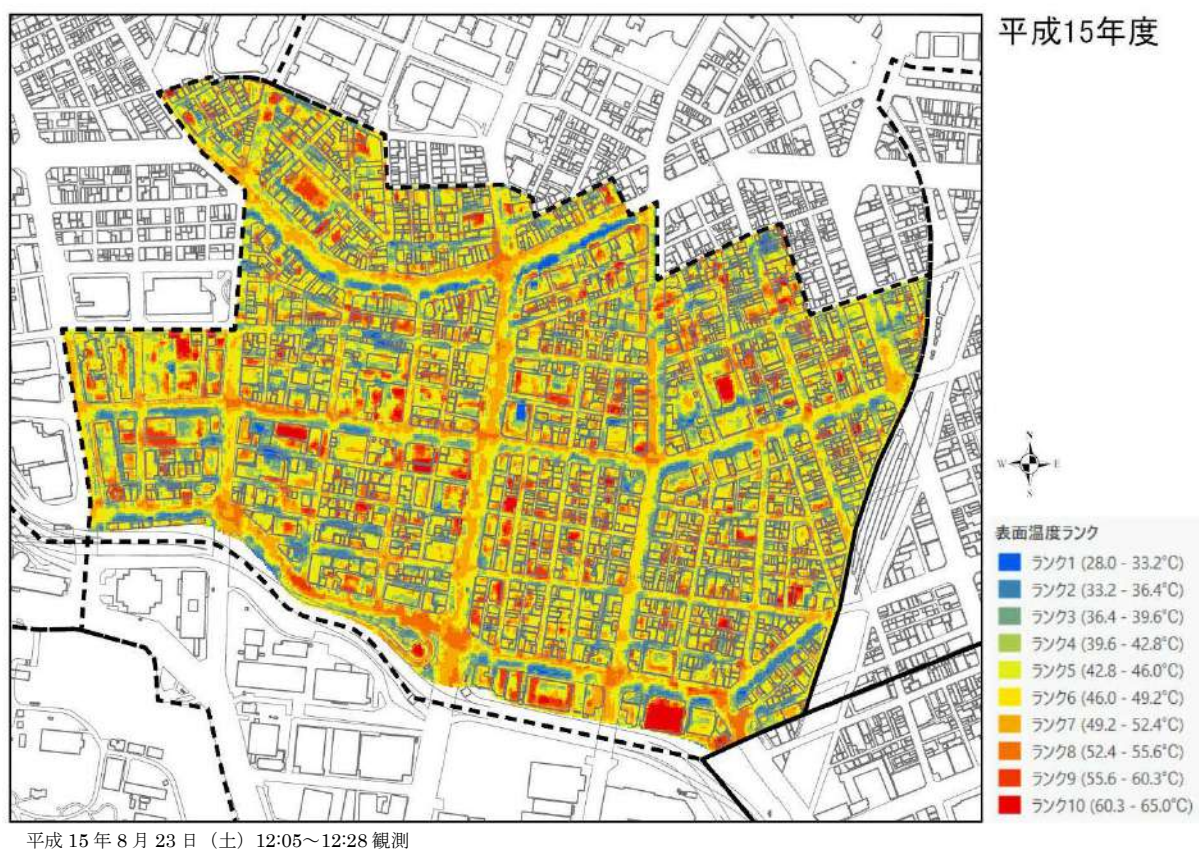 平成15年度
N
W E
S
表面温度ランク
ランク1 (28.0 - 33.2°C)
ランク2 (33.2 - 36.4°C)
ランク3 (36.4 - 39.6°C)
ランク4 (39.6 - 42.8°C)
ランク5 (42.8 - 46.0°C)
ランク6 (46.0 - 49.2°C)
ランク7 (49.2 - 52.4°C)
ランク8 (52.4 - 55.6°C)
ランク9 (55.6 - 60.3°C)
ランク10 (60.3 - 65.0°C)
平成 15 年 8 月 23 日（土）12:05～12:28 観測